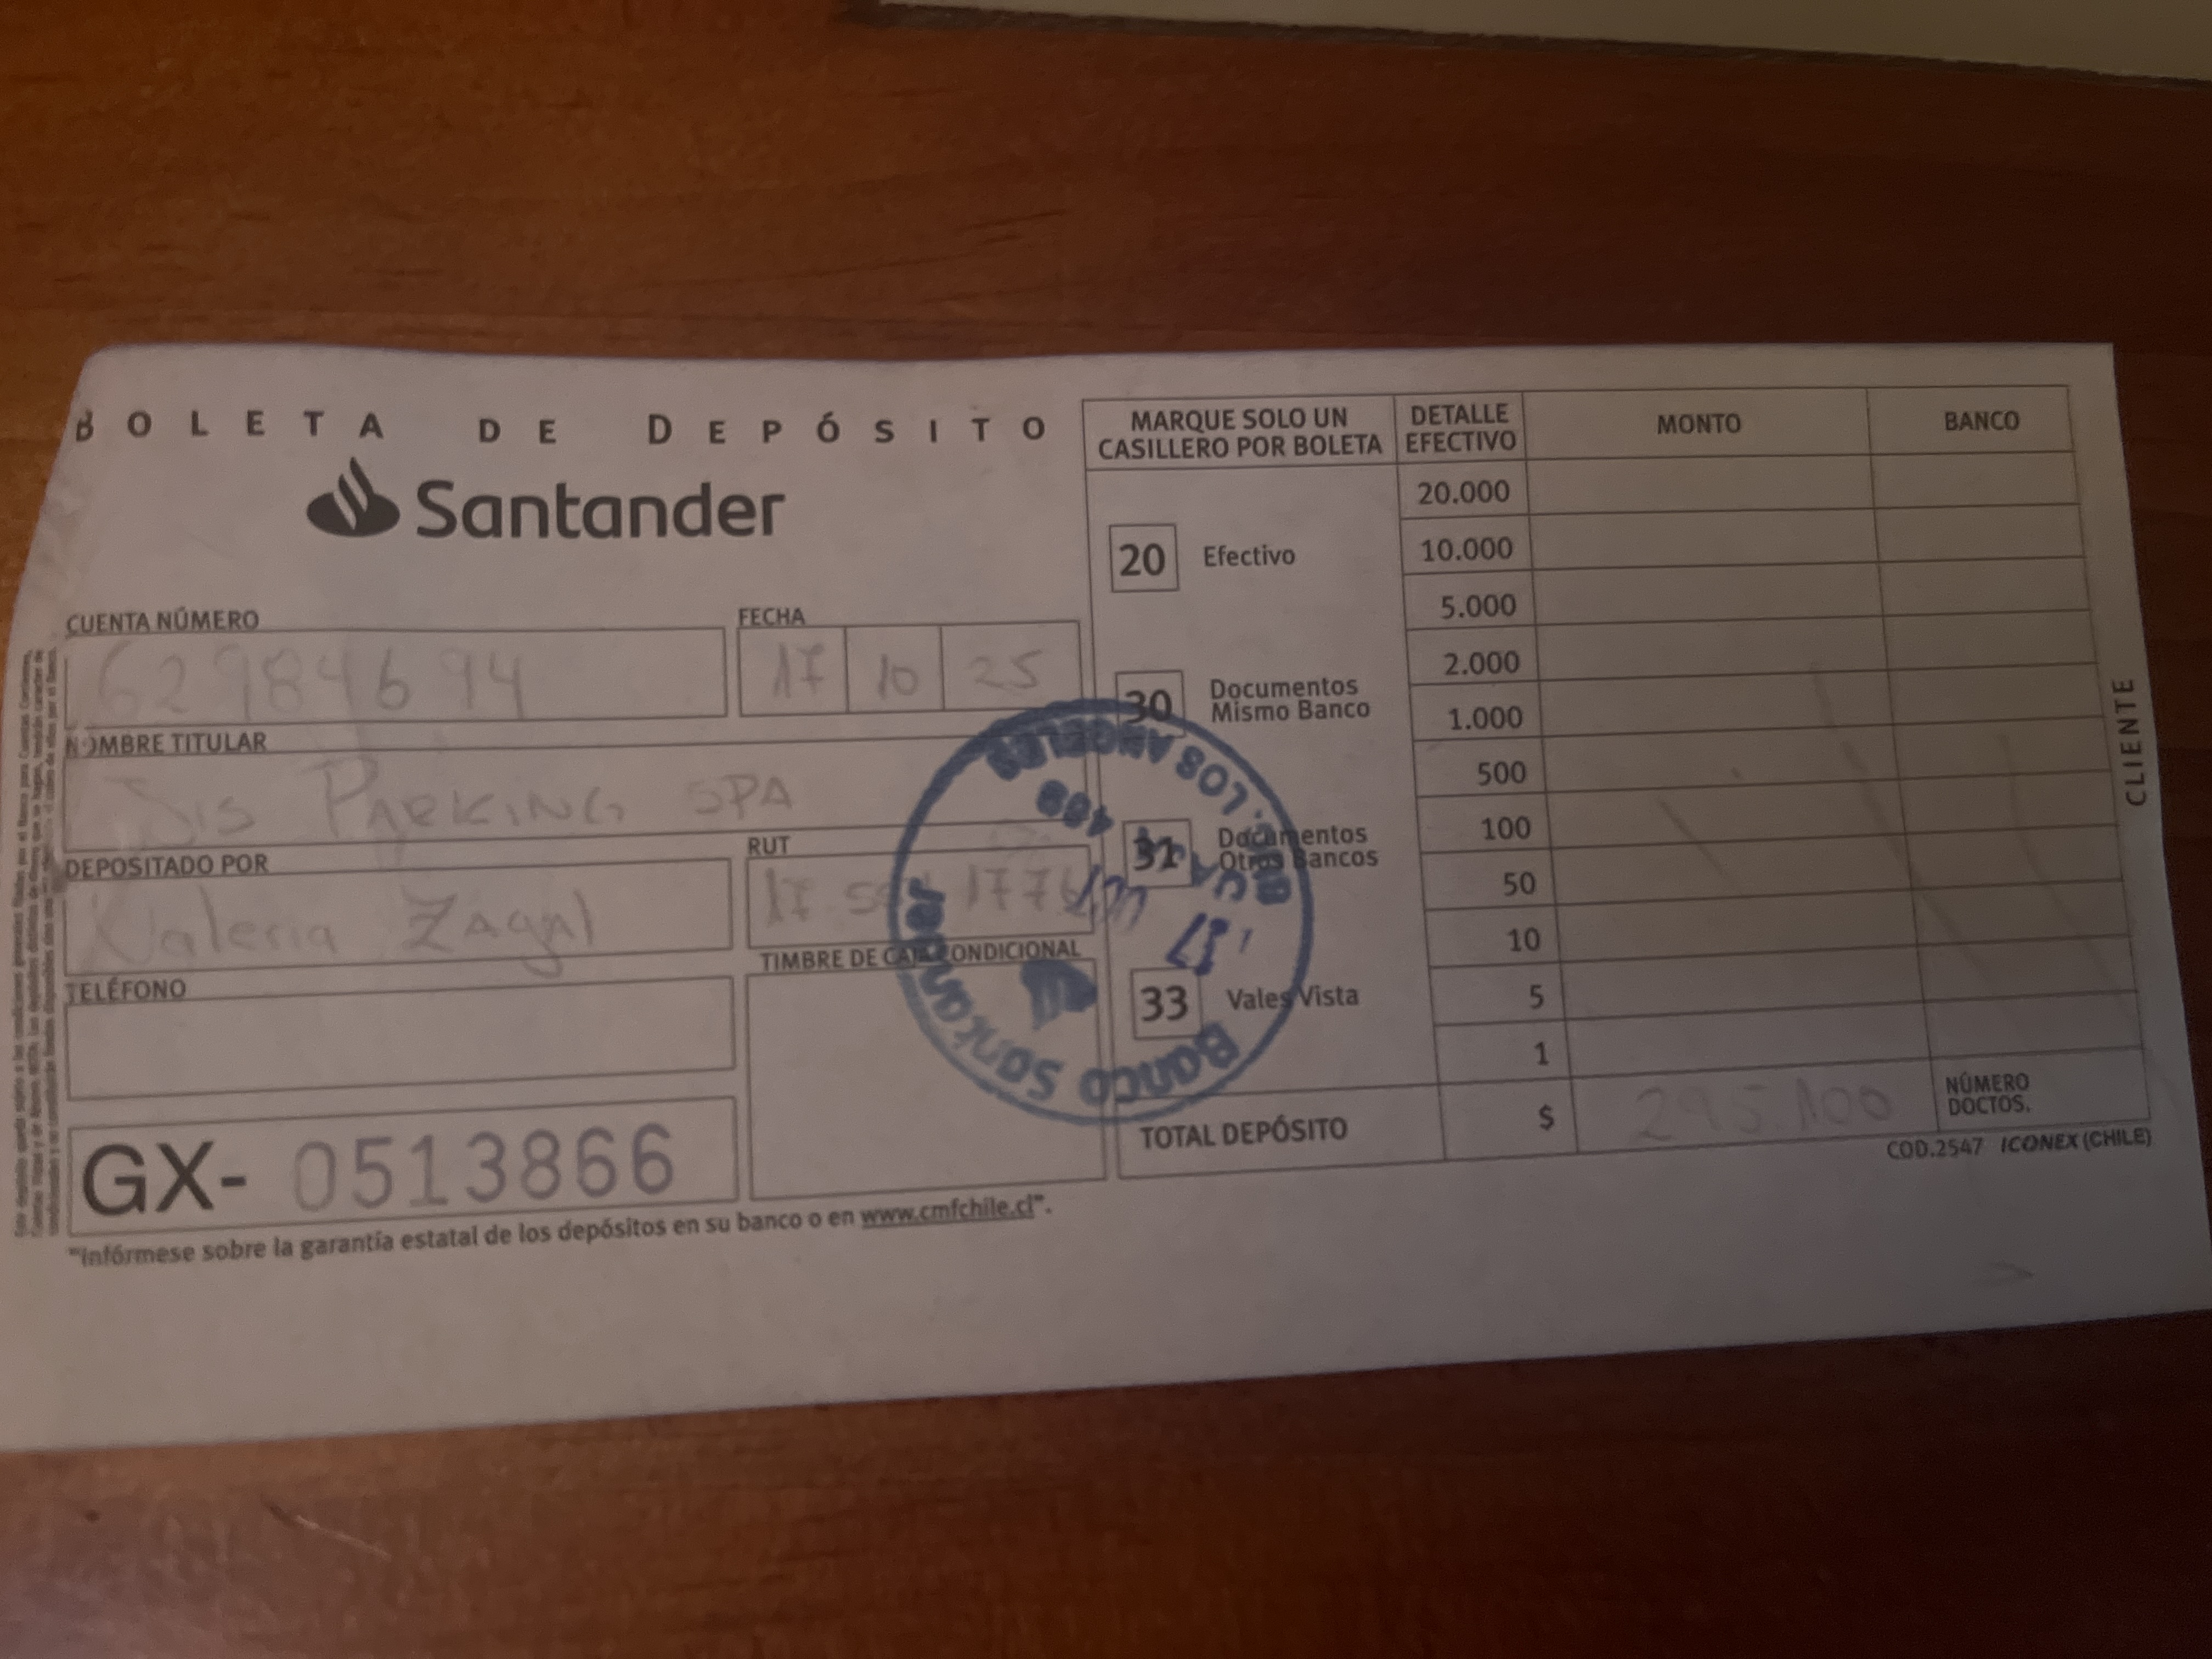 BOLETA DE DEPÓSITO
Santander
CUENTA NÚMERO
62984694
FECHA
17 10 25
NOMBRE TITULAR
Jis PARKING SPA
DEPOSITADO POR
Valeria Zagal
RUT
17
TELÉFONO
TIMBRE DE CAJA CONDICIONAL
GX- 0513866
"Infórmese sobre la garantía estatal de los depósitos en su banco o en www.cmfchile.cl".
MARQUE SOLO UN
CASILLERO POR BOLETA
20 Efectivo
30 Documentos
Mismo Banco
31 Documentos
Otros Bancos
33 Vales Vista
DETALLE
EFECTIVO
MONTO
BANCO
20.000
10.000
5.000
2.000
1.000
500
100
50
10
5
1
TOTAL DEPÓSITO $ 295.100
NÚMERO
DOCTOS.
COD.2547 ICONEX (CHILE)
CLIENTE
Banco Santander
LOS ANGELES